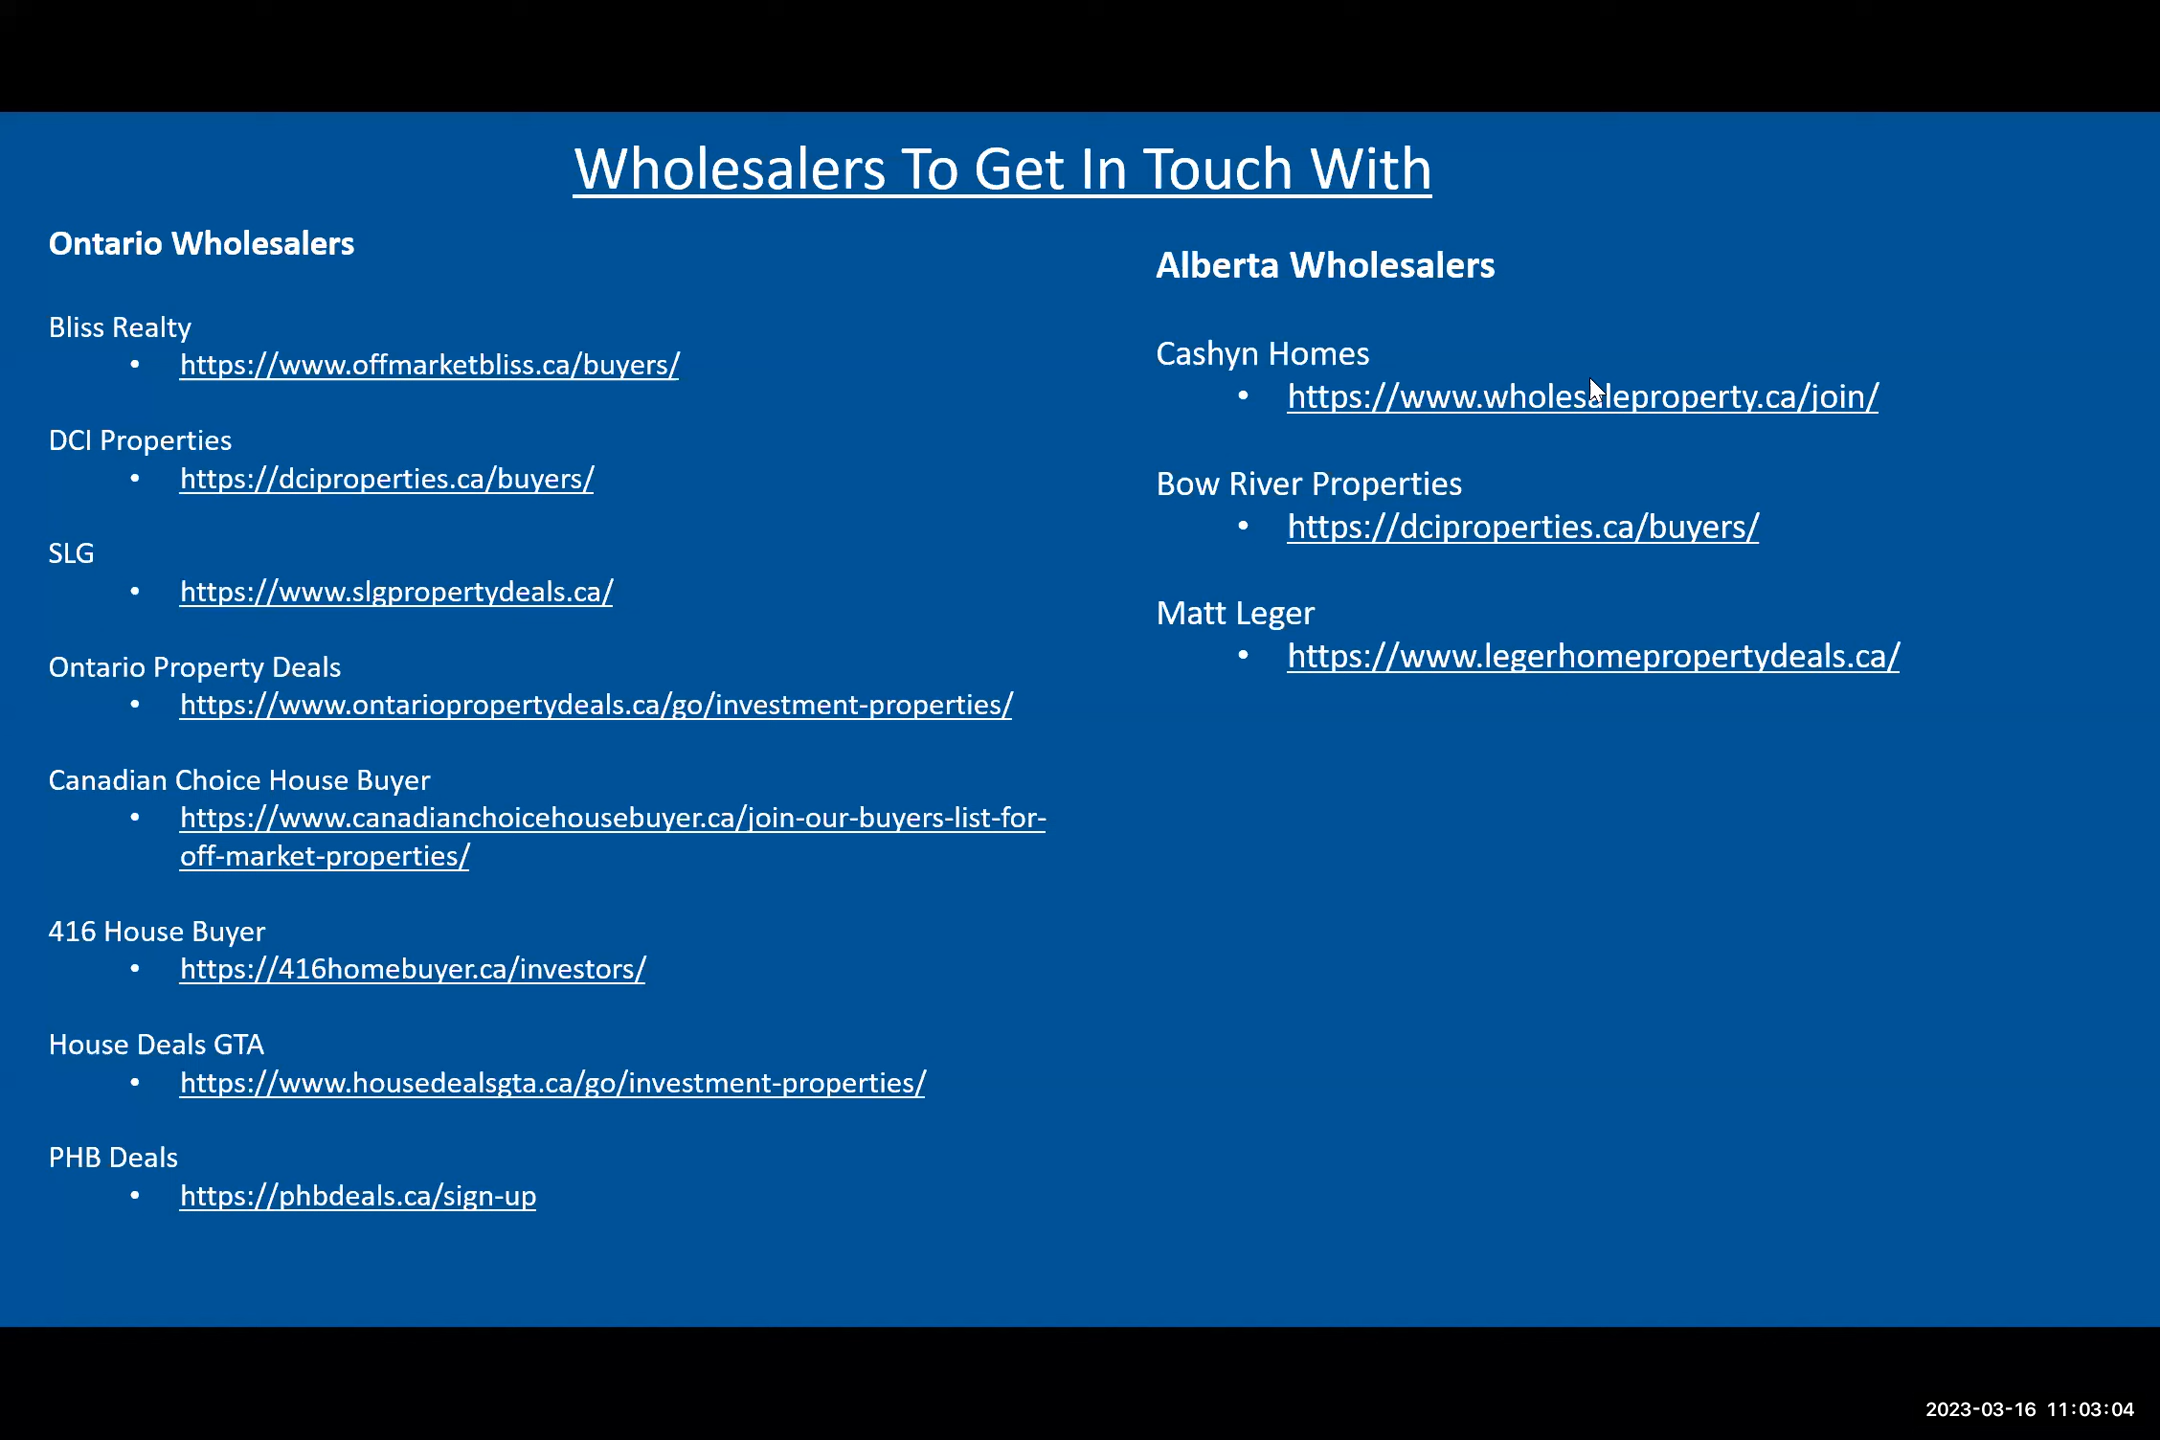 Wholesalers To Get In Touch With
Ontario Wholesalers
Bliss Realty
• https://www.offmarketbliss.ca/buyers/
DCI Properties
• https://dciproperties.ca/buyers/
SLG
• https://www.slgpropertydeals.ca/
Ontario Property Deals
• https://www.ontariopropertydeals.ca/go/investment-properties/
Canadian Choice House Buyer
• https://www.canadianchoicehousebuyer.ca/join-our-buyers-list-for-
off-market-properties/
416 House Buyer
• https://416homebuyer.ca/investors/
House Deals GTA
• https://www.housedealsgta.ca/go/investment-properties/
PHB Deals
• https://phbdeals.ca/sign-up
Alberta Wholesalers
Cashyn Homes
• https://www.wholesaleproperty.ca/join/
Bow River Properties
• https://dciproperties.ca/buyers/
Matt Leger
• https://www.legerhomepropertydeals.ca/
2023-03-16 11:03:04